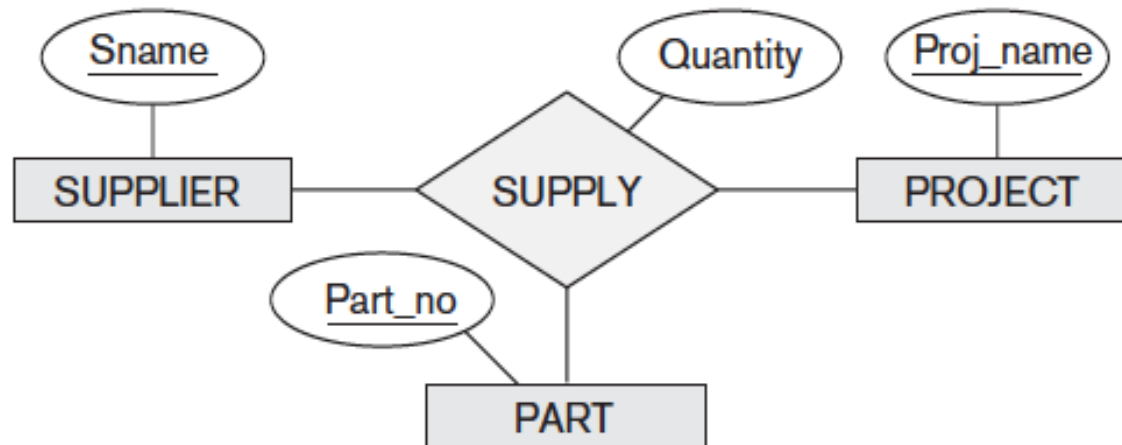 Sname
Quantity
Proj_name
SUPPLIER
SUPPLY
PROJECT
Part_no
PART